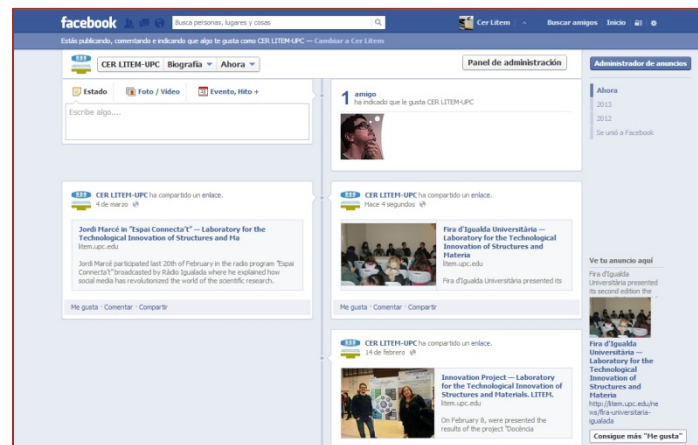 facebook
Busca personas, lugares y cosas
Cer Litem
Buscar amigos
Inicio
Estás publicando, comentando e indicando que algo te gusta como CER LITEM-UPC — Cambiar a Cer Litem
CER LITEM-UPC
Biografía
Ahora
Panel de administración
Administrador de anuncios
Ahora
2013
2012
Se unió a Facebook
Estado
Foto / Vídeo
Evento, Hito +
Escribe algo....
1 amigo
ha indicado que le gusta CER LITEM-UPC
CER LITEM-UPC ha compartido un enlace.
4 de marzo
Jordi Marcé in "Espai Connecta't" — Laboratory for the
Technological Innovation of Structures and Ma
litem.upc.edu
Jordi Marcé participated last 20th of February in the radio program "Espai
Connecta't" broadcasted by Ràdio Igualada where he explained how
social media has revolutionized the world of the scientific research.
Me gusta · Comentar · Compartir
CER LITEM-UPC ha compartido un enlace.
Hace 4 segundos
Fira d'Igualda
Universitària —
Laboratory for the
Technological Innovation
of Structures and
Materia
litem.upc.edu
Fira d'Igualda Universitària presented its
Me gusta · Comentar · Compartir
CER LITEM-UPC ha compartido un enlace.
14 de febrero
Innovation Project — Laboratory
for the Technological Innovation of
Structures and Materials. LITEM.
litem.upc.edu
On February 8, were presented the
results of the project "Docència
Ve tu anuncio aquí
Fira d'Igualda
Universitària presented
its second edition the
Fira d'Igualda
Universitària —
Laboratory for the
Technological
Innovation of
Structures and
Materia
http://litem.upc.edu/ne
ws/fira-universitaria-
igualada
Consigue más "Me gusta"